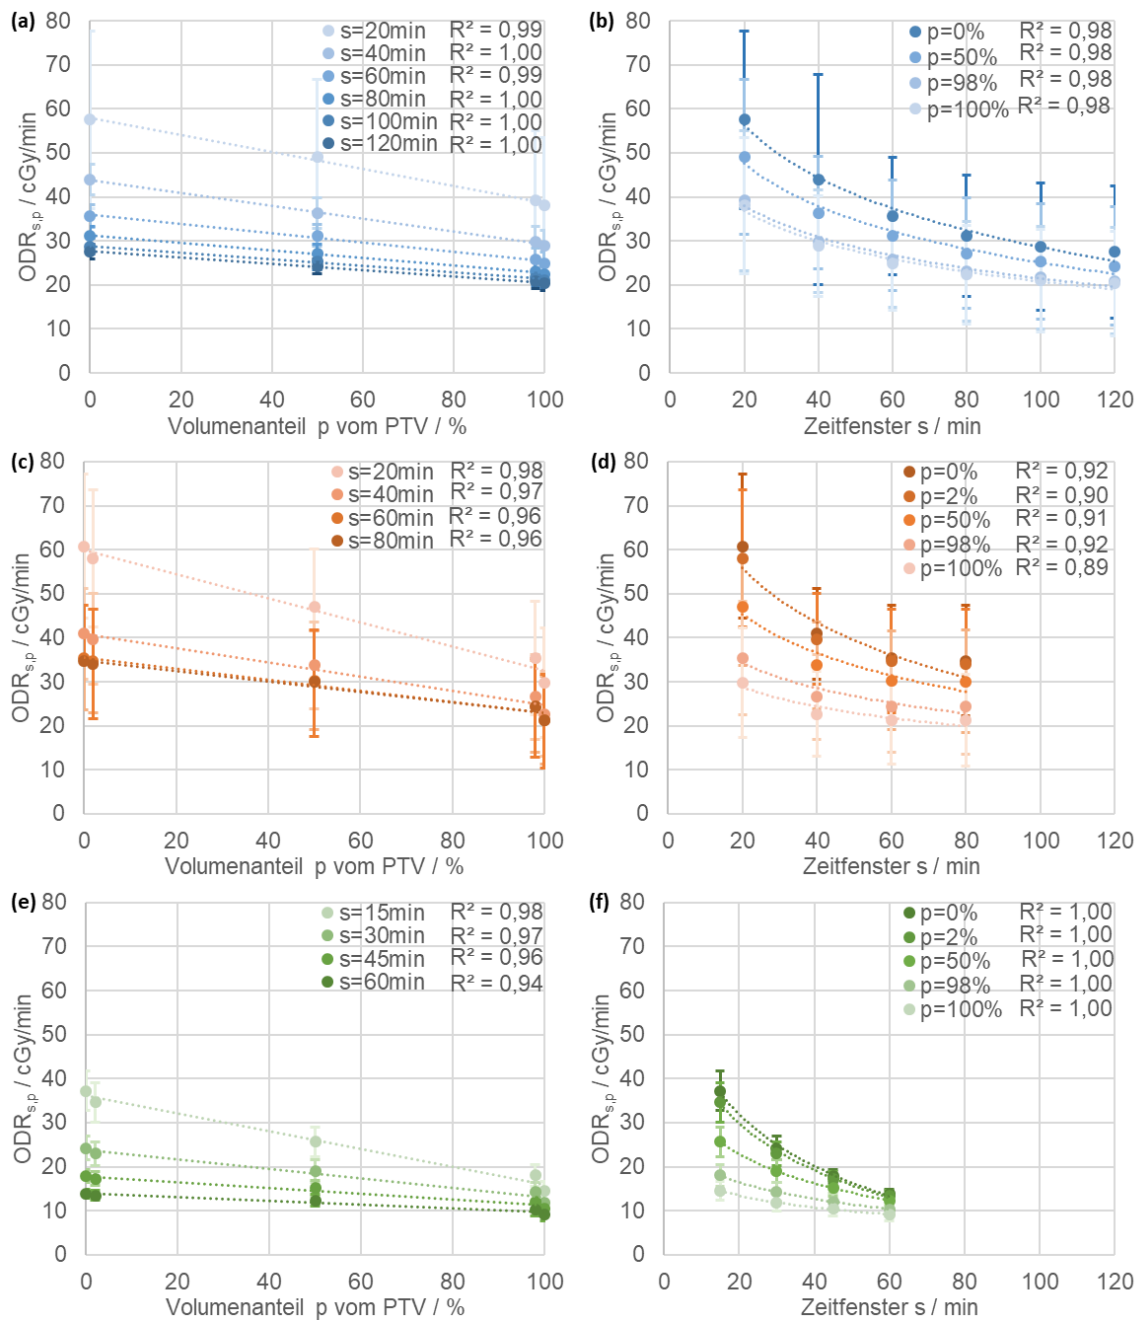 (a)
s=20min R² = 0,99
s=40min R² = 1,00
s=60min R² = 0,99
s=80min R² = 1,00
s=100min R² = 1,00
s=120min R² = 1,00
80
70
60
50
40
30
20
10
0
ODRs,p / cGy/min
0 20 40 60 80 100
Volumenanteil p vom PTV / %
(b)
p=0% R² = 0,98
p=50% R² = 0,98
p=98% R² = 0,98
p=100% R² = 0,98
80
70
60
50
40
30
20
10
0
ODRs,p / cGy/min
0 20 40 60 80 100 120
Zeitfenster s / min
(c)
s=20min R² = 0,98
s=40min R² = 0,97
s=60min R² = 0,96
s=80min R² = 0,96
80
70
60
50
40
30
20
10
0
ODRs,p / cGy/min
0 20 40 60 80 100
Volumenanteil p vom PTV / %
(d)
p=0% R² = 0,92
p=2% R² = 0,90
p=50% R² = 0,91
p=98% R² = 0,92
p=100% R² = 0,89
80
70
60
50
40
30
20
10
0
ODRs,p / cGy/min
0 20 40 60 80 100 120
Zeitfenster s / min
(e)
s=15min R² = 0,98
s=30min R² = 0,97
s=45min R² = 0,96
s=60min R² = 0,94
80
70
60
50
40
30
20
10
0
ODRs,p / cGy/min
0 20 40 60 80 100
Volumenanteil p vom PTV / %
(f)
p=0% R² = 1,00
p=2% R² = 1,00
p=50% R² = 1,00
p=98% R² = 1,00
p=100% R² = 1,00
80
70
60
50
40
30
20
10
0
ODRs,p / cGy/min
0 20 40 60 80 100 120
Zeitfenster s / min